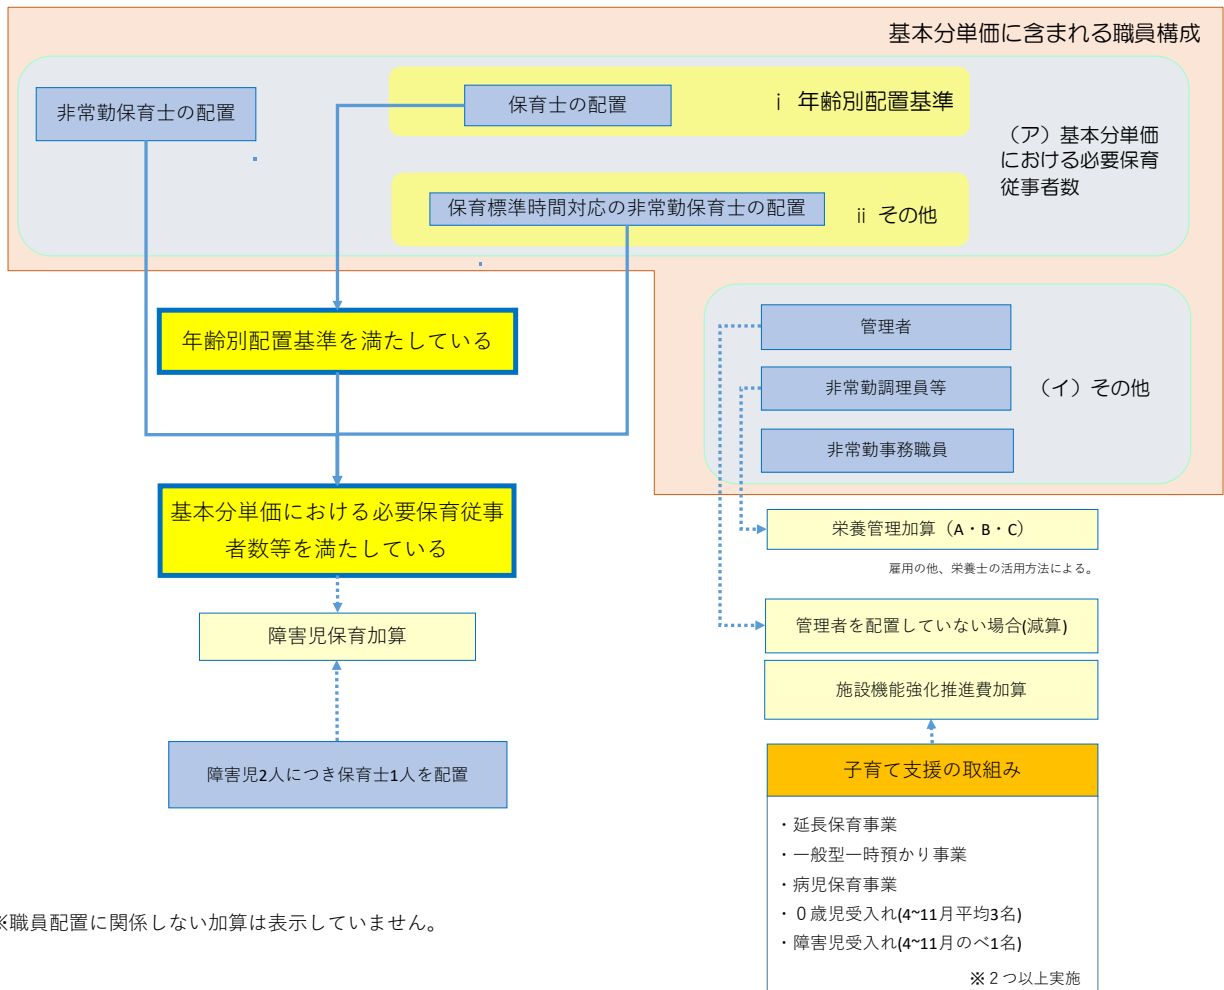 基本分単価に含まれる職員構成
非常勤保育士の配置
保育士の配置
ⅰ 年齢別配置基準
（ア）基本分単価
における必要保育
従事者数
保育標準時間対応の非常勤保育士の配置
ⅱ その他
年齢別配置基準を満たしている
管理者
非常勤調理員等
（イ）その他
非常勤事務職員
基本分単価における必要保育従事
者数等を満たしている
栄養管理加算（A・B・C）
雇用の他、栄養士の活用方法による。
障害児保育加算
管理者を配置していない場合(減算)
施設機能強化推進費加算
障害児2人につき保育士1人を配置
子育て支援の取組み
・延長保育事業
・一般型一時預かり事業
・病児保育事業
・０歳児受入れ(4~11月平均3名)
・障害児受入れ(4~11月のべ1名)
※２つ以上実施
※職員配置に関係しない加算は表示していません。